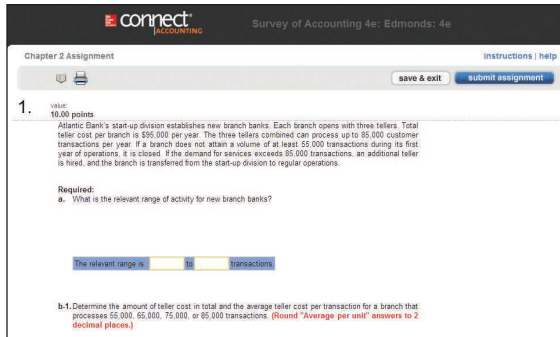 connect
ACCOUNTING
Survey of Accounting 4e: Edmonds: 4e
Chapter 2 Assignment
instructions | help
save & exit
submit assignment
1.
value:
10.00 points
Atlantic Bank's start-up division establishes new branch banks. Each branch opens with three tellers. Total
teller cost per branch is $95,000 per year. The three tellers combined can process up to 85,000 customer
transactions per year. If a branch does not attain a volume of at least 55,000 transactions during its first
year of operations, it is closed. If the demand for services exceeds 85,000 transactions, an additional teller
is hired, and the branch is transferred from the start-up division to regular operations.
Required:
a. What is the relevant range of activity for new branch banks?
The relevant range is to transactions.
b-1. Determine the amount of teller cost in total and the average teller cost per transaction for a branch that
processes 55,000, 65,000, 75,000, or 85,000 transactions. (Round "Average per unit" answers to 2
decimal places.)